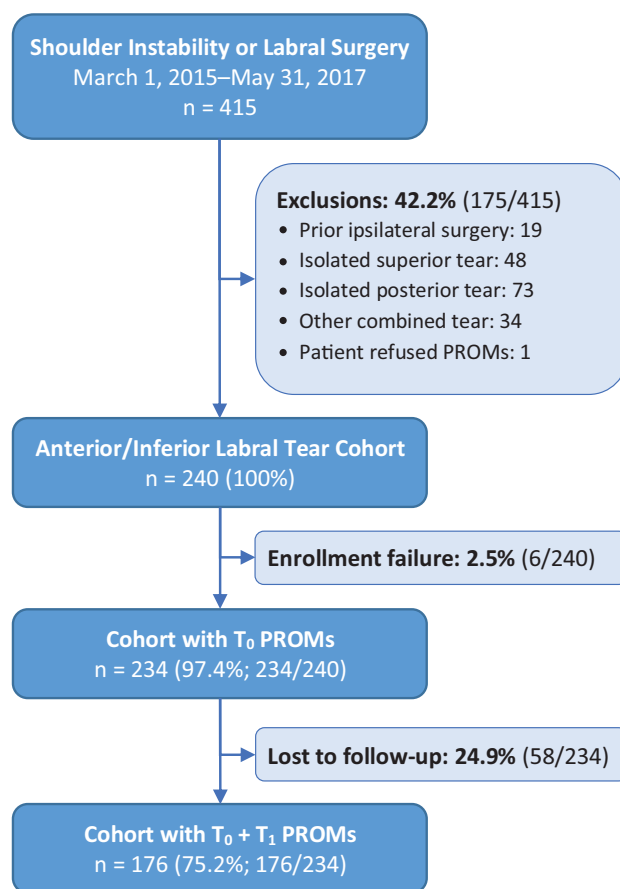 Shoulder Instability or Labral Surgery
March 1, 2015–May 31, 2017
n = 415
Exclusions: 42.2% (175/415)
• Prior ipsilateral surgery: 19
• Isolated superior tear: 48
• Isolated posterior tear: 73
• Other combined tear: 34
• Patient refused PROMs: 1
Anterior/Inferior Labral Tear Cohort
n = 240 (100%)
Enrollment failure: 2.5% (6/240)
Cohort with T₀ PROMs
n = 234 (97.4%; 234/240)
Lost to follow-up: 24.9% (58/234)
Cohort with T₀ + T₁ PROMs
n = 176 (75.2%; 176/234)